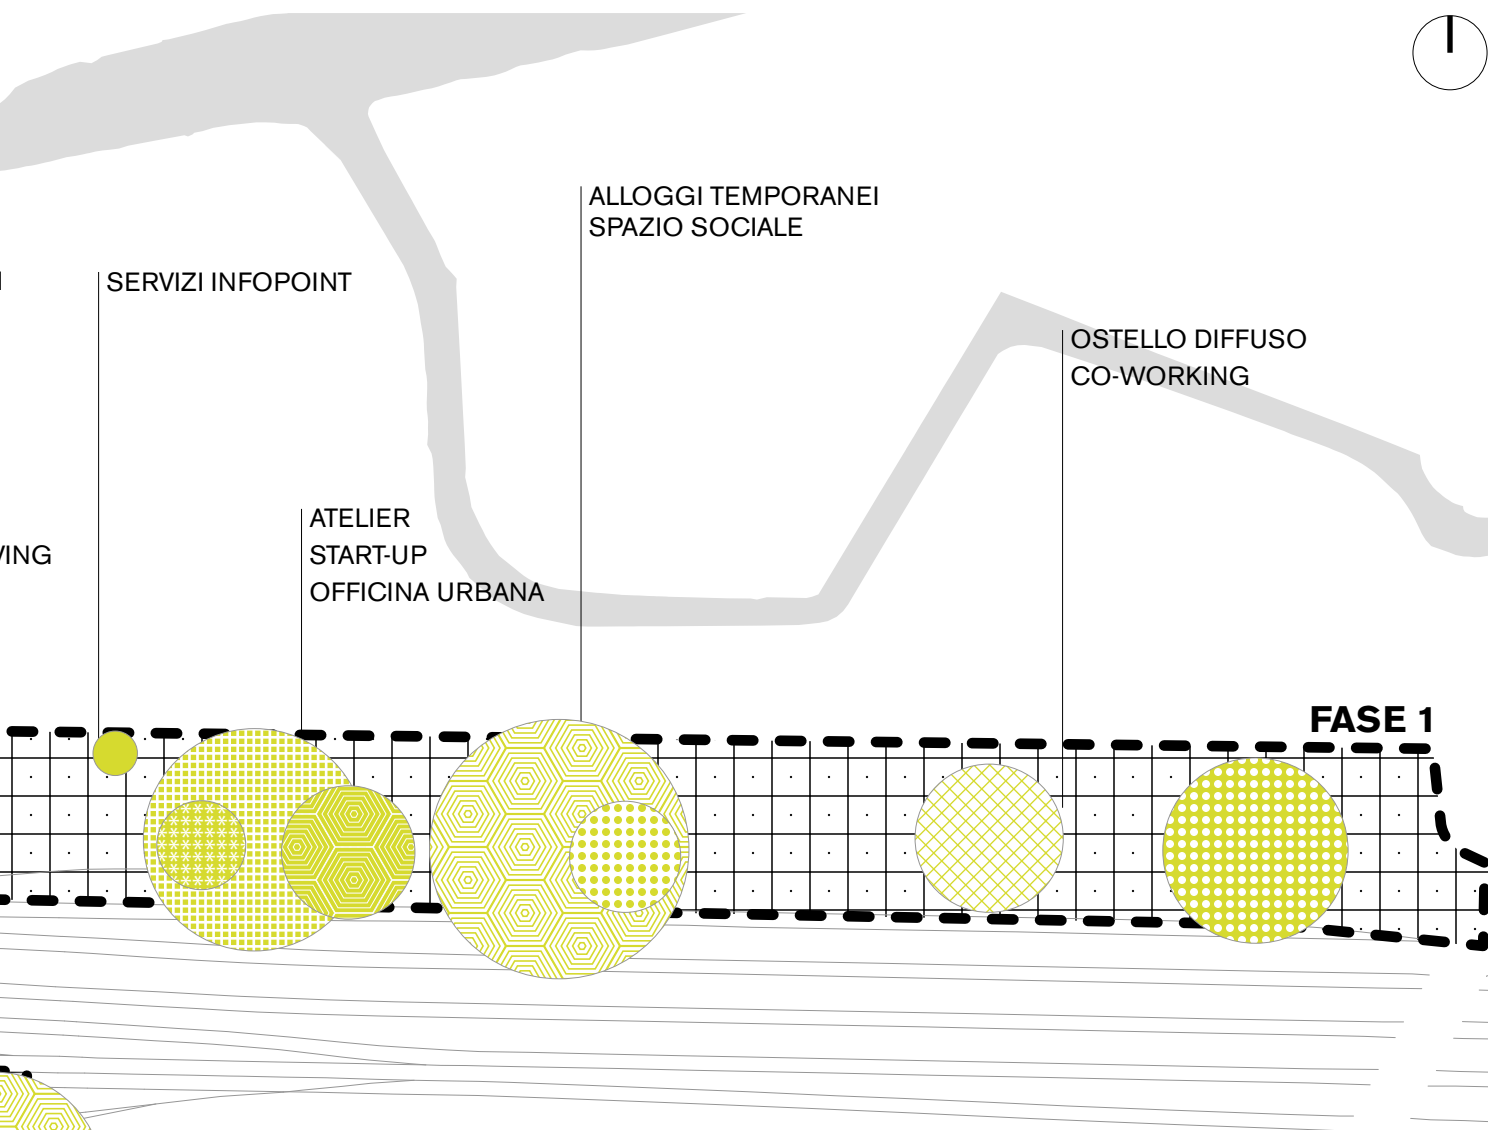 ALLOGGI TEMPORANEI
SPAZIO SOCIALE
SERVIZI INFOPOINT
OSTELLO DIFFUSO
CO-WORKING
ATELIER
START-UP
OFFICINA URBANA
FASE 1